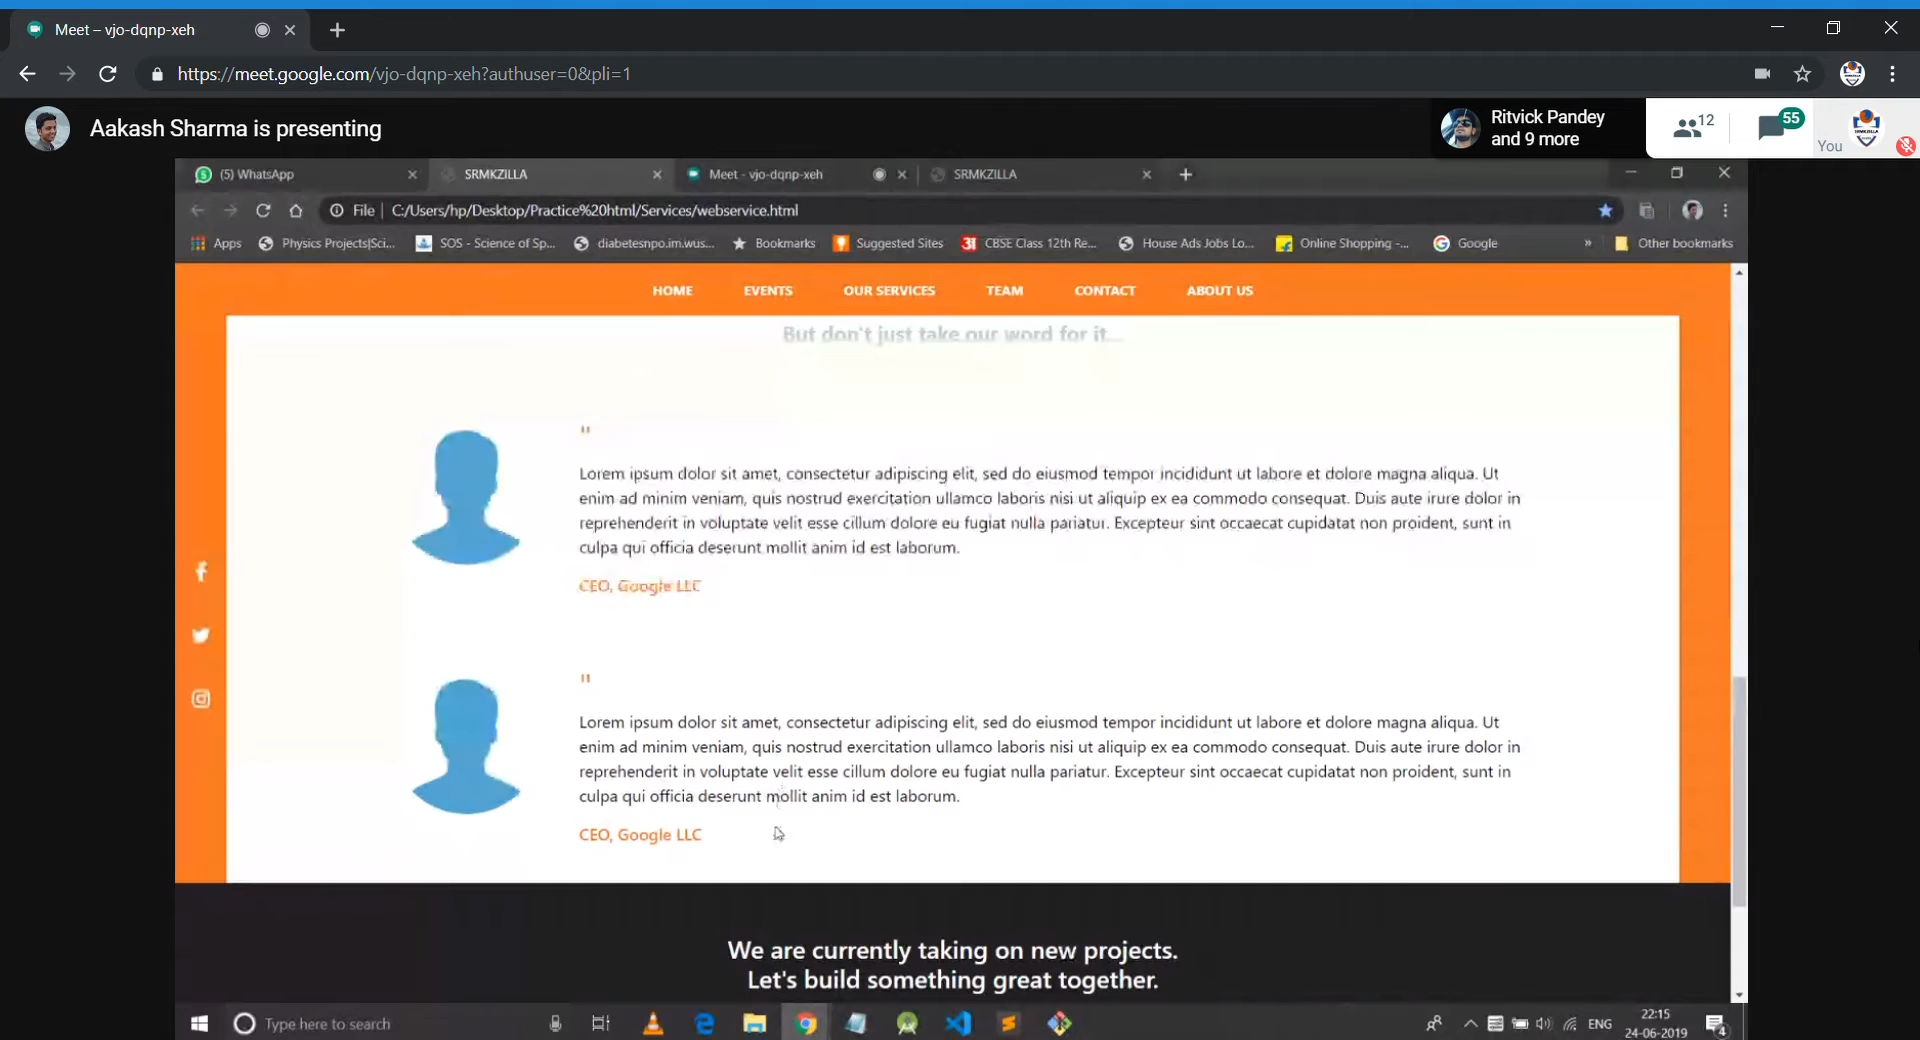 Meet – vjo-dqnp-xeh
https://meet.google.com/vjo-dqnp-xeh?authuser=0&pli=1
Aakash Sharma is presenting
Ritvick Pandey
and 9 more
12
55
You
(5) WhatsApp
SRMKZILLA
Meet - vjo-dqnp-xeh
SRMKZILLA
File
C:/Users/hp/Desktop/Practice%20html/Services/webservice.html
Apps
Physics Projects|Sci...
SOS - Science of Sp...
diabetesnpo.im.wus...
Bookmarks
Suggested Sites
31 CBSE Class 12th Re...
House Ads Jobs Lo...
Online Shopping -...
Google
»
Other bookmarks
HOME
EVENTS
OUR SERVICES
TEAM
CONTACT
ABOUT US
But don't just take our word for it...
"
Lorem ipsum dolor sit amet, consectetur adipiscing elit, sed do eiusmod tempor incididunt ut labore et dolore magna aliqua. Ut
enim ad minim veniam, quis nostrud exercitation ullamco laboris nisi ut aliquip ex ea commodo consequat. Duis aute irure dolor in
reprehenderit in voluptate velit esse cillum dolore eu fugiat nulla pariatur. Excepteur sint occaecat cupidatat non proident, sunt in
culpa qui officia deserunt mollit anim id est laborum.
CEO, Google LLC
"
Lorem ipsum dolor sit amet, consectetur adipiscing elit, sed do eiusmod tempor incididunt ut labore et dolore magna aliqua. Ut
enim ad minim veniam, quis nostrud exercitation ullamco laboris nisi ut aliquip ex ea commodo consequat. Duis aute irure dolor in
reprehenderit in voluptate velit esse cillum dolore eu fugiat nulla pariatur. Excepteur sint occaecat cupidatat non proident, sunt in
culpa qui officia deserunt mollit anim id est laborum.
CEO, Google LLC
We are currently taking on new projects.
Let's build something great together.
Type here to search
ENG
22:15
24-06-2019
4